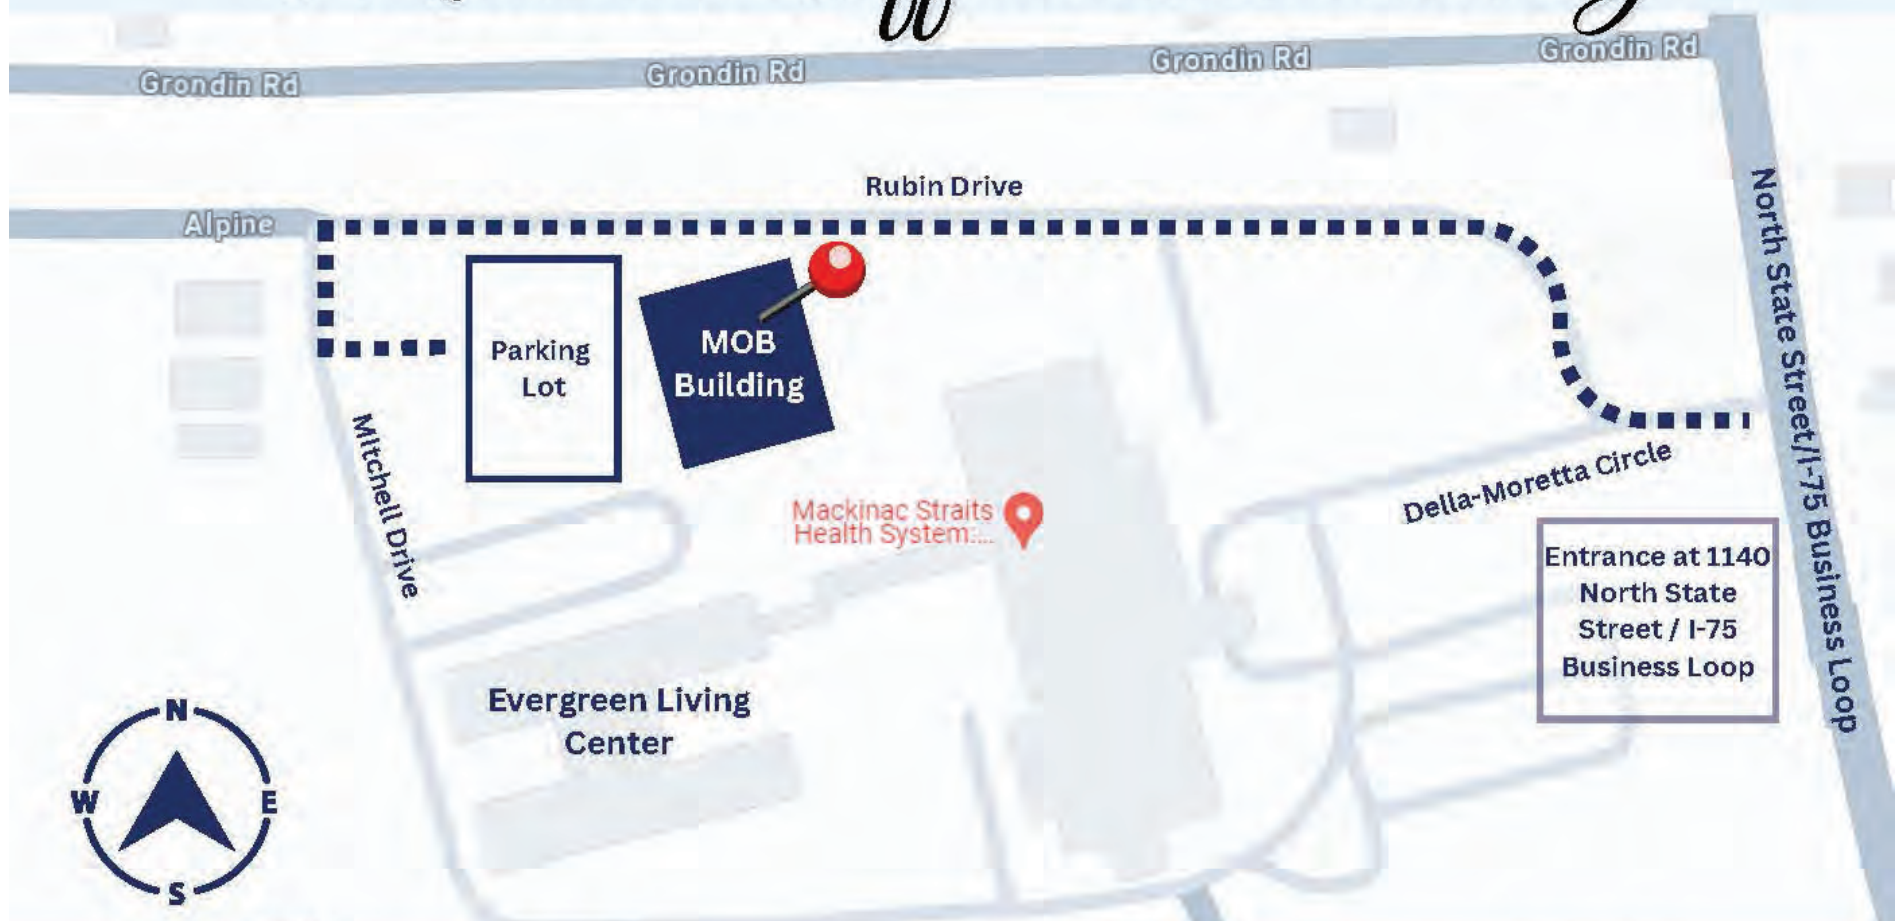 Grondin Rd
Grondin Rd
Grondin Rd
Grondin Rd
Rubin Drive
Alpine
North State Street/I-75 Business Loop
Parking
Lot
MOB
Building
Mitchell Drive
Della-Moretta Circle
Mackinac Straits
Health System....
Entrance at 1140
North State
Street / I-75
Business Loop
Evergreen Living
Center
N
W
E
S